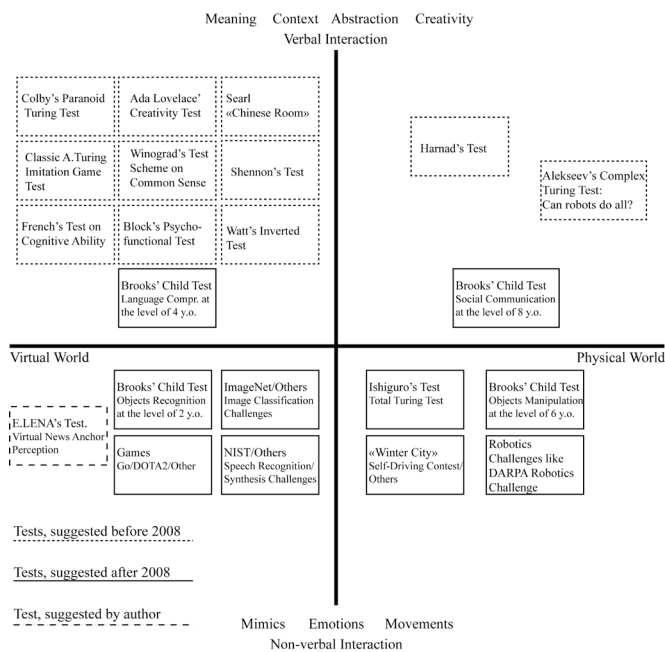 Meaning Context Abstraction Creativity
Verbal Interaction
Colby's Paranoid
Turing Test
Ada Lovelace'
Creativity Test
Searl
«Chinese Room»
Classic A.Turing
Imitation Game
Test
Winograd's Test
Scheme on
Common Sense
Shennon's Test
French's Test on
Cognitive Ability
Block's Psycho-
functional Test
Watt's Inverted
Test
Brooks' Child Test
Language Compr. at
the level of 4 y.o.
Harnad's Test
Alekseev's Complex
Turing Test:
Can robots do all?
Brooks' Child Test
Social Communication
at the level of 8 y.o.
Virtual World
Physical World
E.LENA's Test.
Virtual News Anchor
Perception
Brooks' Child Test
Objects Recognition
at the level of 2 y.o.
ImageNet/Others
Image Classification
Challenges
Games
Go/DOTA2/Other
NIST/Others
Speech Recognition/
Synthesis Challenges
Ishiguro's Test
Total Turing Test
Brooks' Child Test
Objects Manipulation
at the level of 6 y.o.
«Winter City»
Self-Driving Contest/
Others
Robotics
Challenges like
DARPA Robotics
Challenge
Tests, suggested before 2008
Tests, suggested after 2008
Test, suggested by author
Mimics Emotions Movements
Non-verbal Interaction